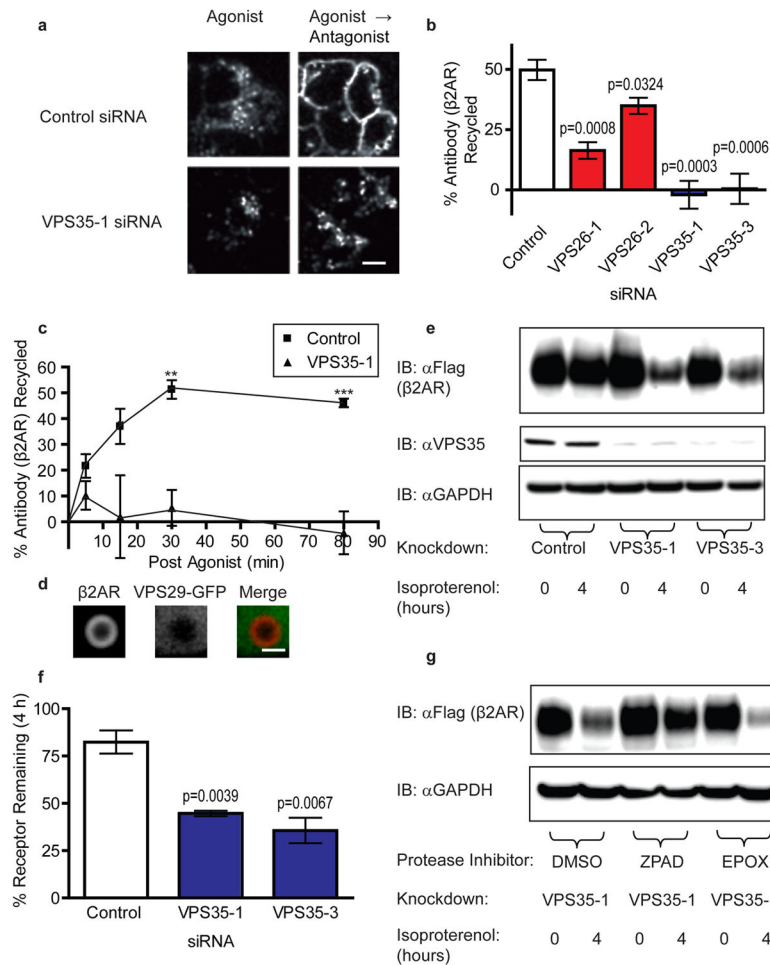 a
Agonist
Agonist →
Antagonist
Control siRNA
VPS35-1 siRNA
b
% Antibody (β2AR)
Recycled
50
25
0
p=0.0008
p=0.0324
p=0.0003
p=0.0006
Control
VPS26-1
VPS26-2
VPS35-1
VPS35-3
siRNA
c
Control
VPS35-1
% Antibody (β2AR) Recycled
60
50
40
30
20
10
0
**
***
10 20 30 40 50 60 70 80 90
Post Agonist (min)
d
β2AR VPS29-GFP Merge
e
IB: αFlag
(β2AR)
IB: αVPS35
IB: αGAPDH
Knockdown: Control VPS35-1 VPS35-3
Isoproterenol:
(hours)
0 4 0 4 0 4
f
% Receptor Remaining (4 h)
100
75
50
25
0
p=0.0039
p=0.0067
Control VPS35-1 VPS35-3
siRNA
g
IB: αFlag (β2AR)
IB: αGAPDH
Protease Inhibitor: DMSO ZPAD EPOX
Knockdown: VPS35-1 VPS35-1 VPS35-
Isoproterenol:
(hours)
0 4 0 4 0 4